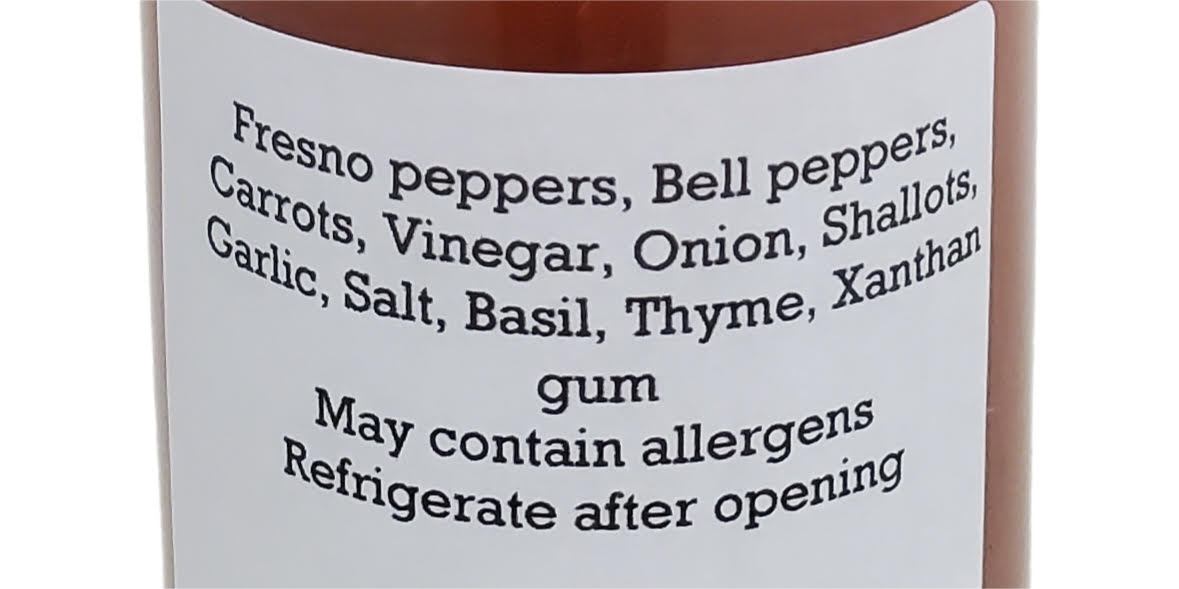 Fresno peppers, Bell peppers,
Carrots, Vinegar, Onion, Shallots,
Garlic, Salt, Basil, Thyme, Xanthan
gum
May contain allergens
Refrigerate after opening